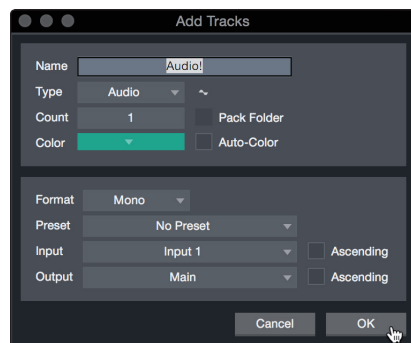 Add Tracks
Name Audio!
Type Audio
Count 1 Pack Folder
Color Auto-Color
Format Mono
Preset No Preset
Input Input 1 Ascending
Output Main Ascending
Cancel OK